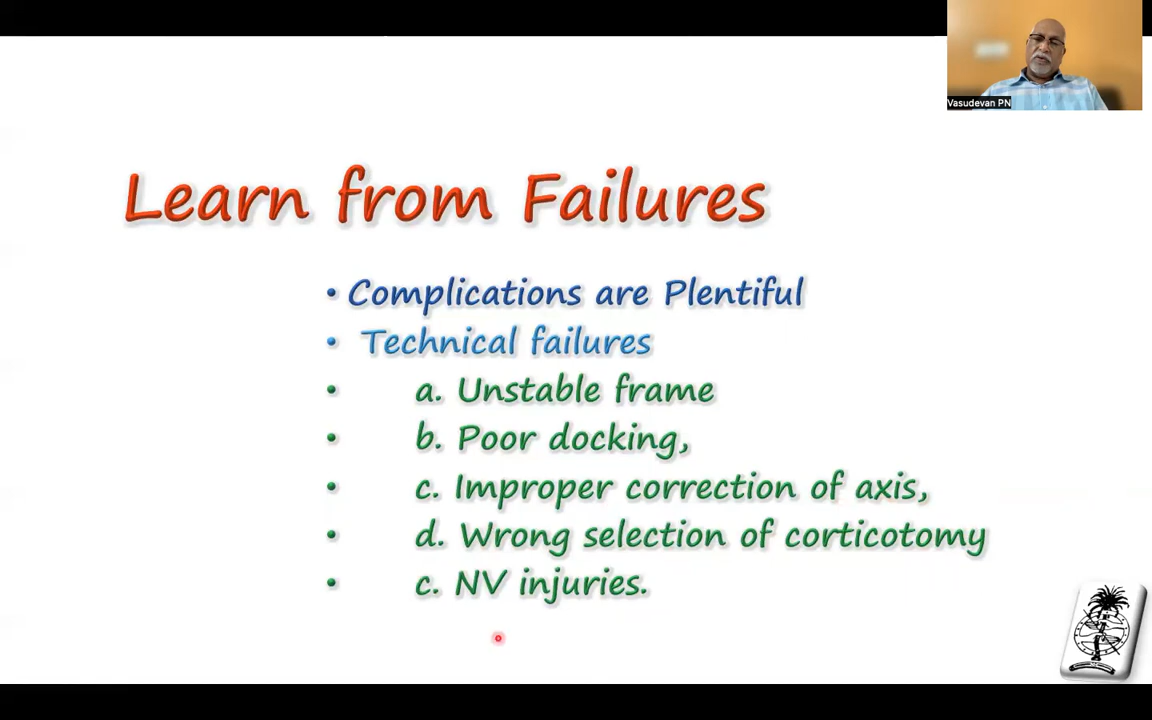 Vasudevan PN
Learn from Failures
• Complications are Plentiful
• Technical failures
• a. Unstable frame
• b. Poor docking,
• c. Improper correction of axis,
• d. Wrong selection of corticotomy
• c. NV injuries.